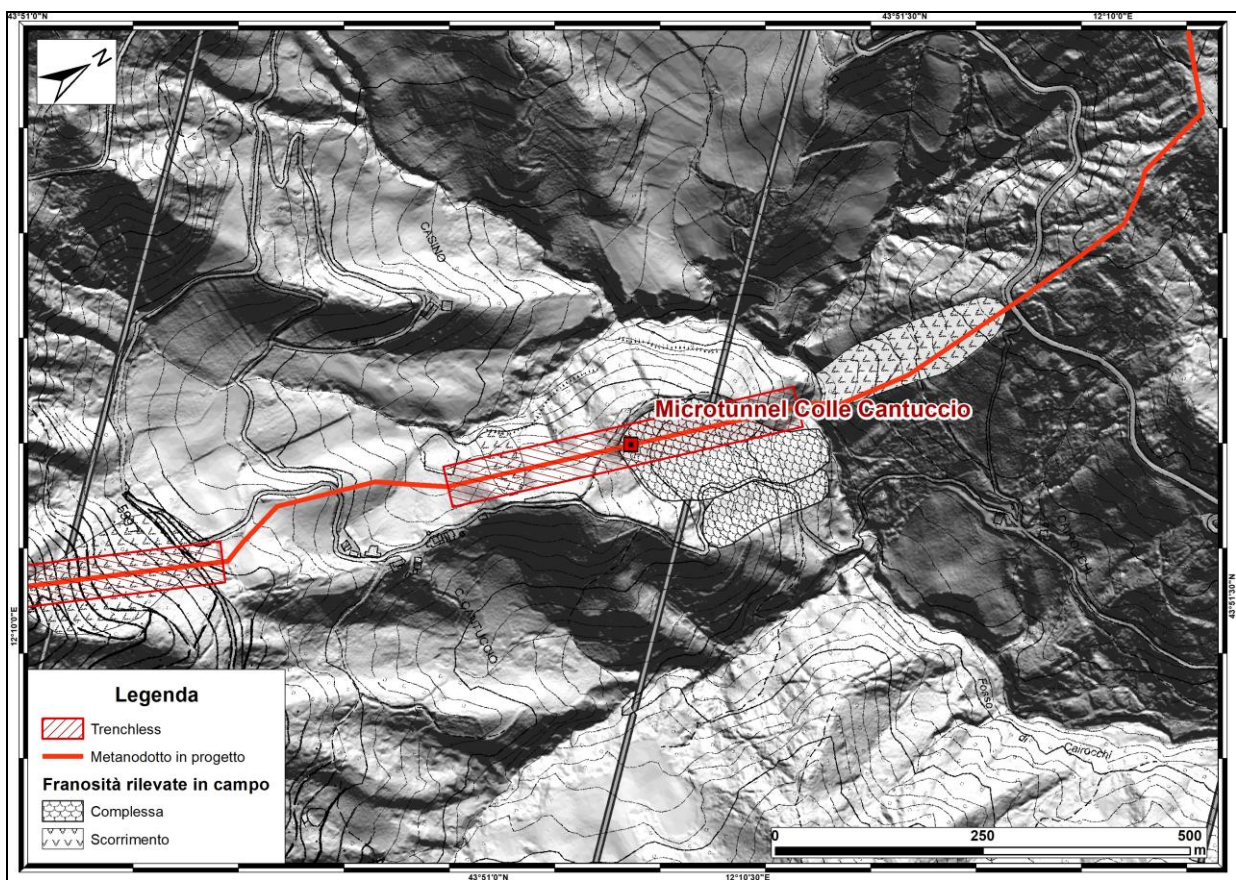 43°51'0"N
43°51'30"N
12°10'0"E
N
CASINO
Microtunnel Colle Cantuccio
C.CANTUCCIO
12°10'0"E
43°51'30"N
Fosso
di
Cairocchi
Legenda
Trenchless
Metanodotto in progetto
Franosità rilevate in campo
Complessa
Scorrimento
0
250
500
m
43°51'0"N
12°10'30"E